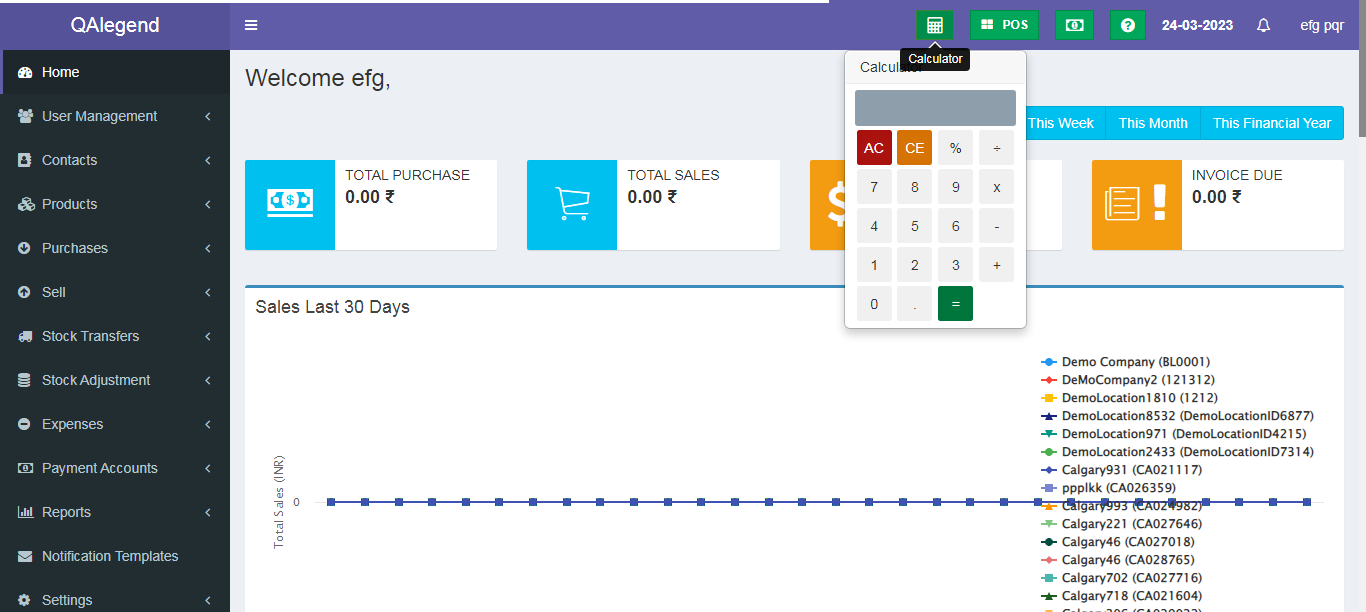 QAlegend
POS
24-03-2023
efg pqr
Calculator
Home
User Management
Contacts
Products
Purchases
Sell
Stock Transfers
Stock Adjustment
Expenses
Payment Accounts
Reports
Notification Templates
Settings
Welcome efg,
This Week
This Month
This Financial Year
TOTAL PURCHASE
0.00 ₹
TOTAL SALES
0.00 ₹
INVOICE DUE
0.00 ₹
AC CE % ÷
7 8 9 x
4 5 6 -
1 2 3 +
0 . =
Sales Last 30 Days
Total Sales (INR)
0
Demo Company (BL0001)
DeMoCompany2 (121312)
DemoLocation1810 (1212)
DemoLocation8532 (DemoLocationID6877)
DemoLocation971 (DemoLocationID4215)
DemoLocation2433 (DemoLocationID7314)
Calgary931 (CA021117)
ppplkk (CA026359)
Calgary993 (CA024982)
Calgary221 (CA027646)
Calgary46 (CA027018)
Calgary46 (CA028765)
Calgary702 (CA027716)
Calgary718 (CA021604)